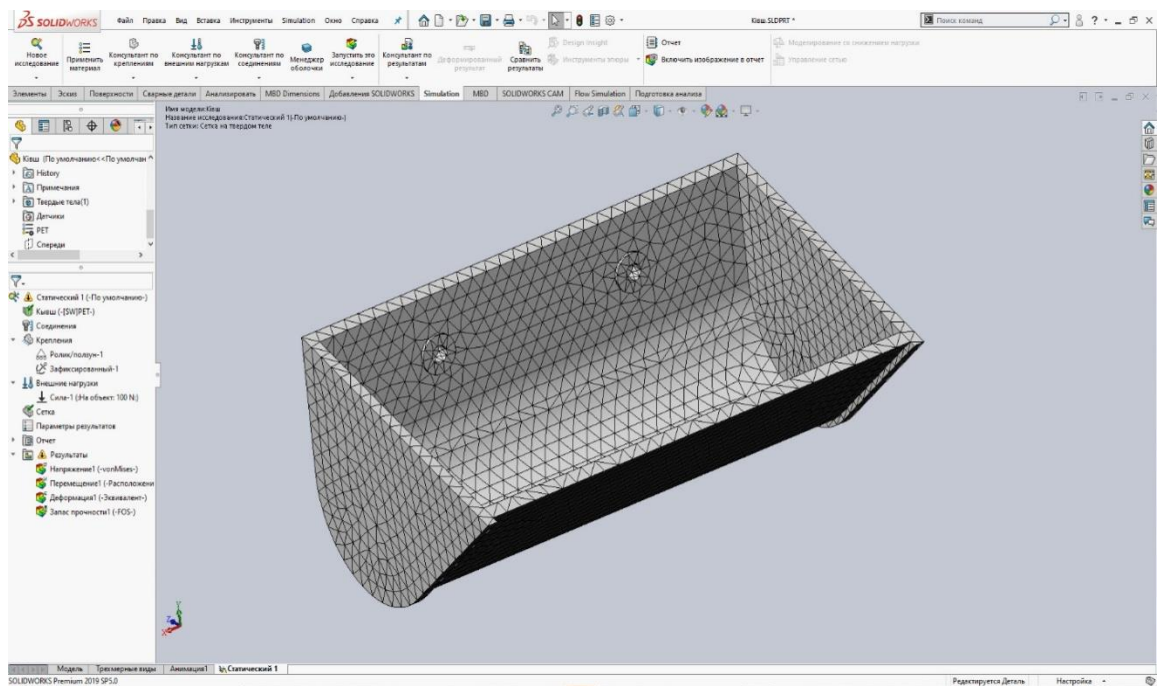 SOLIDWORKS Файл Правка Вид Вставка Инструменты Simulation Окно Справка Ківш.SLDPRT * Поиск команд
Новое исследование
Применить материал
Консультант по креплениям
Консультант по внешним нагрузкам
Консультант по соединениям
Менеджер оболочки
Запустить это исследование
Консультант по результатам
Деформированный результат
Сравнить результаты
Design Insight
Инструменты эпюры
Отчет
Включить изображение в отчет
Моделирование со снижением нагрузки
Управление сетью
Элементы Эскиз Поверхности Сварные детали Анализировать MBD Dimensions Добавления SOLIDWORKS Simulation MBD SOLIDWORKS CAM Flow Simulation Подготовка анализа
Имя модели:Ківш
Название исследования:Статический 1(-По умолчанию-)
Тип сетки: Сетка на твердом теле
Ківш (По умолчанию<<По умолчан
History
Примечания
Твердые тела(1)
Датчики
PET
Спереди
Статический 1 (-По умолчанию-)
(-[SW]PET-)
Соединения
Крепления
Ролик/ползун-1
Зафиксированный-1
Внешние нагрузки
Сила-1 (:На объект: 100 N:)
Сетка
Параметры результатов
Отчет
Результаты
Напряжение1 (-vonMises-)
Перемещение1 (-Расположени
Деформация1 (-Эквивалент-)
Запас прочности1 (-FOS-)
Y
Z
X
Модель Трехмерные виды Анимация1 Статический 1
SOLIDWORKS Premium 2019 SP5.0 Редактируется Деталь Настройка